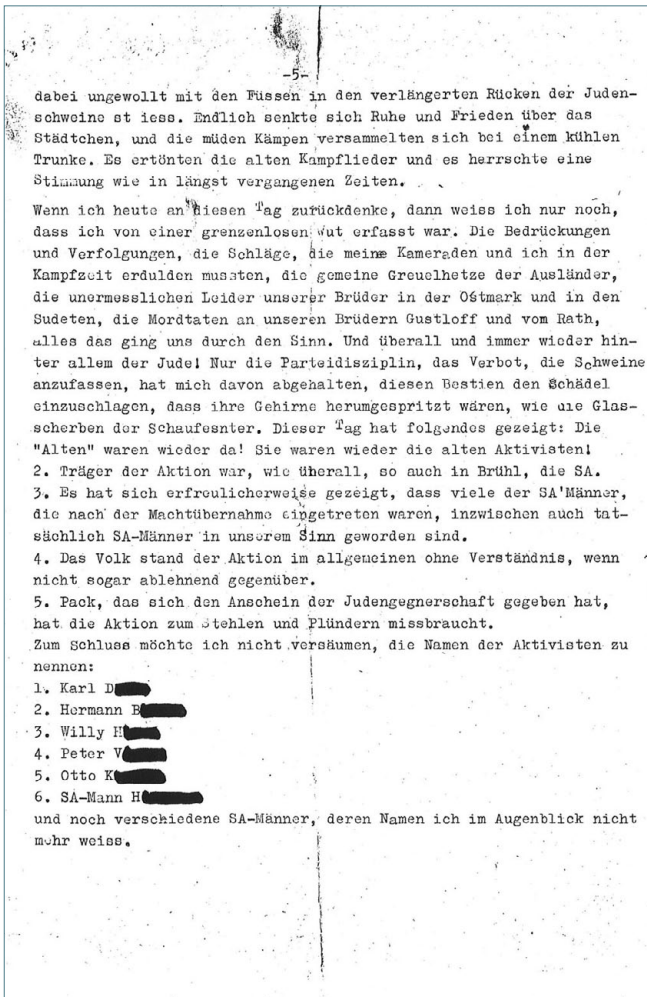 -5-
dabei ungewollt mit den Füssen in den verlängerten Rücken der Juden-
schweine st iess. Endlich senkte sich Ruhe und Frieden über das
Städtchen, und die müden Kämpen versammelten sich bei einem kühlen
Trunke. Es ertönten die alten Kampflieder und es herrschte eine
Stimmung wie in längst vergangenen Zeiten.
Wenn ich heute an diesen Tag zurückdenke, dann weiss ich nur noch,
dass ich von einer grenzenlosen Wut erfasst war. Die Bedrückungen
und Verfolgungen, die Schläge, die meine Kameraden und ich in der
Kampfzeit erdulden mussten, die gemeine Greuelhetze der Ausländer,
die unermesslichen Leider unserer Brüder in der Ostmark und in den
Sudeten, die Mordtaten an unseren Brüdern Gustloff und vom Rath,
alles das ging uns durch den Sinn. Und überall und immer wieder hin-
ter allem der Jude! Nur die Parteidisziplin, das Verbot, die Schweine
anzufassen, hat mich davon abgehalten, diesen Bestien den Schädel
einzuschlagen, dass ihre Gehirne herumgespritzt wären, wie die Glas-
scherben der Schaufesnter. Dieser Tag hat folgendes gezeigt: Die
"Alten" waren wieder da! Sie waren wieder die alten Aktivisten!
2. Träger der Aktion war, wie überall, so auch in Brühl, die SA.
3. Es hat sich erfreulicherweise gezeigt, dass viele der SA'Männer,
die nach der Machtübernahme eingetreten waren, inzwischen auch tat-
sächlich SA-Männer in unserem Sinn geworden sind.
4. Das Volk stand der Aktion im allgemeinen ohne Verständnis, wenn
nicht sogar ablehnend gegenüber.
5. Pack, das sich den Anschein der Judengegnerschaft gegeben hat,
hat die Aktion zum Stehlen und Plündern missbraucht.
Zum Schluss möchte ich nicht versäumen, die Namen der Aktivisten zu
nennen:
1. Karl D
2. Hermann B
3. Willy H
4. Peter V
5. Otto K
6. SA-Mann H
und noch verschiedene SA-Männer, deren Namen ich im Augenblick nicht
mehr weiss.